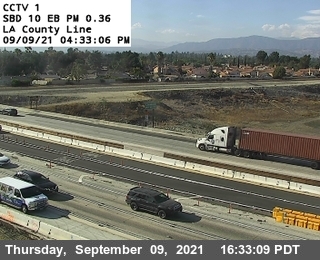 CCTV 1
SBD 10 EB PM 0.36
LA County Line
09/09/21 04:33:06 PM
Thursday, September 09, 2021 16:33:09 PDT